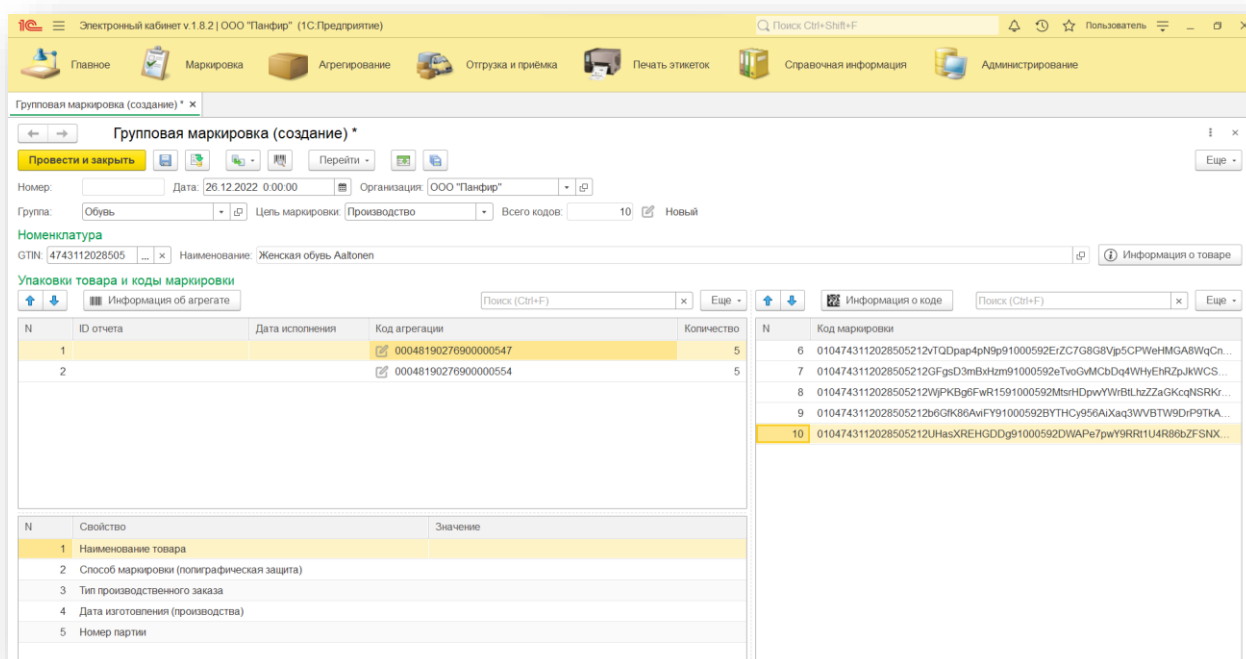 1С Электронный кабинет v.1.8.2 | ООО "Панфир" (1С:Предприятие) Поиск Ctrl+Shift+F Пользователь
Главное Маркировка Агрегирование Отгрузка и приёмка Печать этикеток Справочная информация Администрирование
Групповая маркировка (создание) * ×
Групповая маркировка (создание) *
Провести и закрыть Перейти Еще
Номер: Дата: 26.12.2022 0:00:00 Организация: ООО "Панфир"
Группа: Обувь Цель маркировки: Производство Всего кодов: 10 Новый
Номенклатура
GTIN: 4743112028505 ... × Наименование: Женская обувь Aaltonen Информация о товаре
Упаковки товара и коды маркировки
Информация об агрегате Поиск (Ctrl+F) × Еще Информация о коде Поиск (Ctrl+F) × Еще
N ID отчета Дата исполнения Код агрегации Количество N Код маркировки
1 00048190276900000547 5 6 0104743112028505212vTQDpap4pN9p91000592ErZC7G8G8Vjp5CPWeHMGA8WqCn...
2 00048190276900000554 5 7 0104743112028505212GFgsD3mBxHzm91000592eTvoGvMCbDq4WHyEhRZpJkWCS...
8 0104743112028505212WjPKBg6FwR1591000592MtsrHDpvvYWrBtLhzZZaGKcqNSRKr...
9 0104743112028505212b6GfK86AviFY91000592BYTHCy956AiXaq3WVBTW9DrP9TkA...
10 0104743112028505212UHasXREHGDDg91000592DWAPe7pwY9RRt1U4R86bZFSNX...
N Свойство Значение
1 Наименование товара
2 Способ маркировки (полиграфическая защита)
3 Тип производственного заказа
4 Дата изготовления (производства)
5 Номер партии